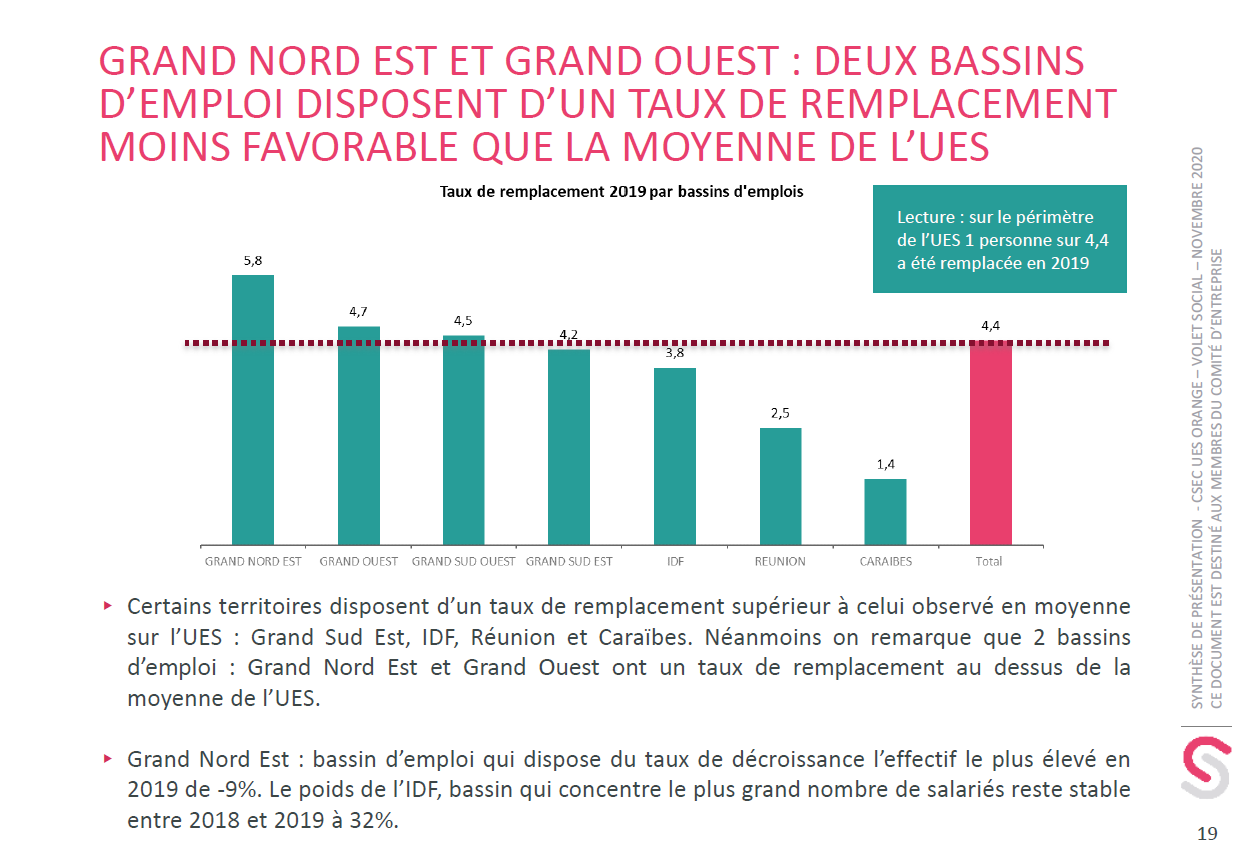 GRAND NORD EST ET GRAND OUEST : DEUX BASSINS
D’EMPLOI DISPOSENT D’UN TAUX DE REMPLACEMENT
MOINS FAVORABLE QUE LA MOYENNE DE L’UES
Taux de remplacement 2019 par bassins d'emplois
Lecture : sur le périmètre
de l’UES 1 personne sur 4,4
a été remplacée en 2019
5,8
4,7
4,5
4,2
3,8
2,5
1,4
4,4
GRAND NORD EST
GRAND OUEST
GRAND SUD OUEST
GRAND SUD EST
IDF
REUNION
CARAIBES
Total
‣ Certains territoires disposent d’un taux de remplacement supérieur à celui observé en moyenne
sur l’UES : Grand Sud Est, IDF, Réunion et Caraïbes. Néanmoins on remarque que 2 bassins
d’emploi : Grand Nord Est et Grand Ouest ont un taux de remplacement au dessus de la
moyenne de l’UES.
‣ Grand Nord Est : bassin d’emploi qui dispose du taux de décroissance l’effectif le plus élevé en
2019 de -9%. Le poids de l’IDF, bassin qui concentre le plus grand nombre de salariés reste stable
entre 2018 et 2019 à 32%.
SYNTHÈSE DE PRÉSENTATION - CSEC UES ORANGE – VOLET SOCIAL – NOVEMBRE 2020
CE DOCUMENT EST DESTINÉ AUX MEMBRES DU COMITÉ D’ENTREPRISE
19